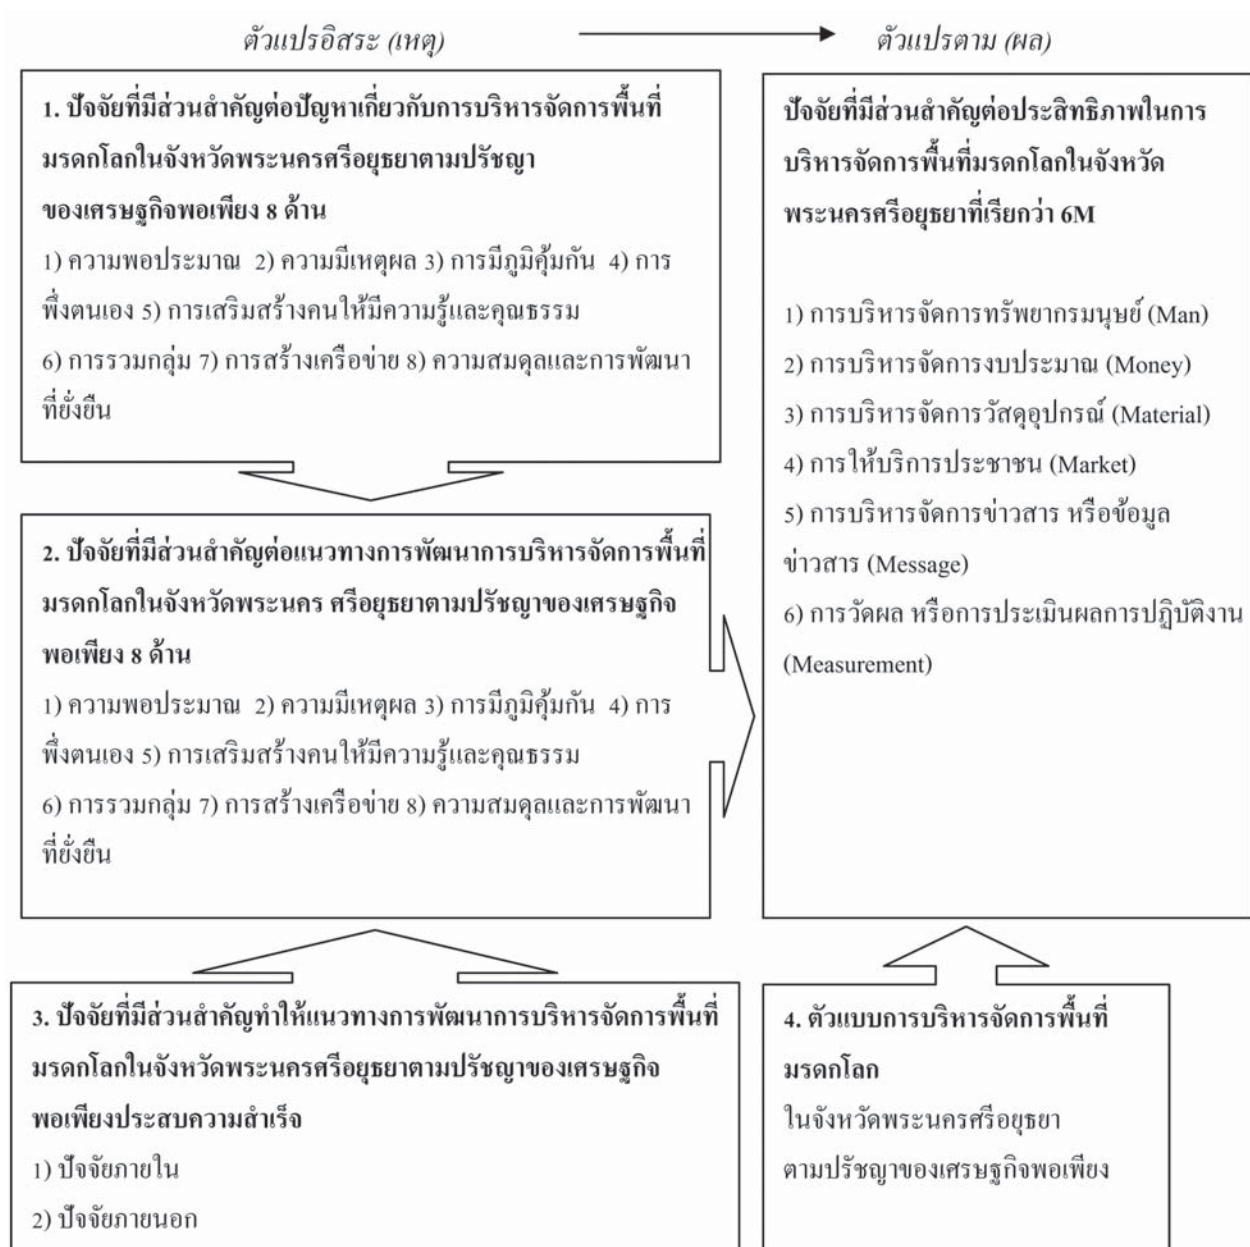 ตัวแปรอิสระ (เหตุ)
ตัวแปรตาม (ผล)
1. ปัจจัยที่มีส่วนสำคัญต่อปัญหาเกี่ยวกับการบริหารจัดการพื้นที่
มรดกโลกในจังหวัดพระนครศรีอยุธยาตามปรัชญา
ของเศรษฐกิจพอเพียง 8 ด้าน
1) ความพอประมาณ 2) ความมีเหตุผล 3) การมีภูมิคุ้มกัน 4) การ
พึ่งตนเอง 5) การเสริมสร้างคนให้มีความรู้และคุณธรรม
6) การรวมกลุ่ม 7) การสร้างเครือข่าย 8) ความสมดุลและการพัฒนา
ที่ยั่งยืน
2. ปัจจัยที่มีส่วนสำคัญต่อแนวทางการพัฒนาการบริหารจัดการพื้นที่
มรดกโลกในจังหวัดพระนคร ศรีอยุธยาตามปรัชญาของเศรษฐกิจ
พอเพียง 8 ด้าน
1) ความพอประมาณ 2) ความมีเหตุผล 3) การมีภูมิคุ้มกัน 4) การ
พึ่งตนเอง 5) การเสริมสร้างคนให้มีความรู้และคุณธรรม
6) การรวมกลุ่ม 7) การสร้างเครือข่าย 8) ความสมดุลและการพัฒนา
ที่ยั่งยืน
3. ปัจจัยที่มีส่วนสำคัญทำให้แนวทางการพัฒนาการบริหารจัดการพื้นที่
มรดกโลกในจังหวัดพระนครศรีอยุธยาตามปรัชญาของเศรษฐกิจ
พอเพียงประสบความสำเร็จ
1) ปัจจัยภายใน
2) ปัจจัยภายนอก
ปัจจัยที่มีส่วนสำคัญต่อประสิทธิภาพในการ
บริหารจัดการพื้นที่มรดกโลกในจังหวัด
พระนครศรีอยุธยาที่เรียกว่า 6M
1) การบริหารจัดการทรัพยากรมนุษย์ (Man)
2) การบริหารจัดการงบประมาณ (Money)
3) การบริหารจัดการวัสดุอุปกรณ์ (Material)
4) การให้บริการประชาชน (Market)
5) การบริหารจัดการข่าวสาร หรือข้อมูล
ข่าวสาร (Message)
6) การวัดผล หรือการประเมินผลการปฏิบัติงาน
(Measurement)
4. ตัวแบบการบริหารจัดการพื้นที่
มรดกโลก
ในจังหวัดพระนครศรีอยุธยา
ตามปรัชญาของเศรษฐกิจพอเพียง